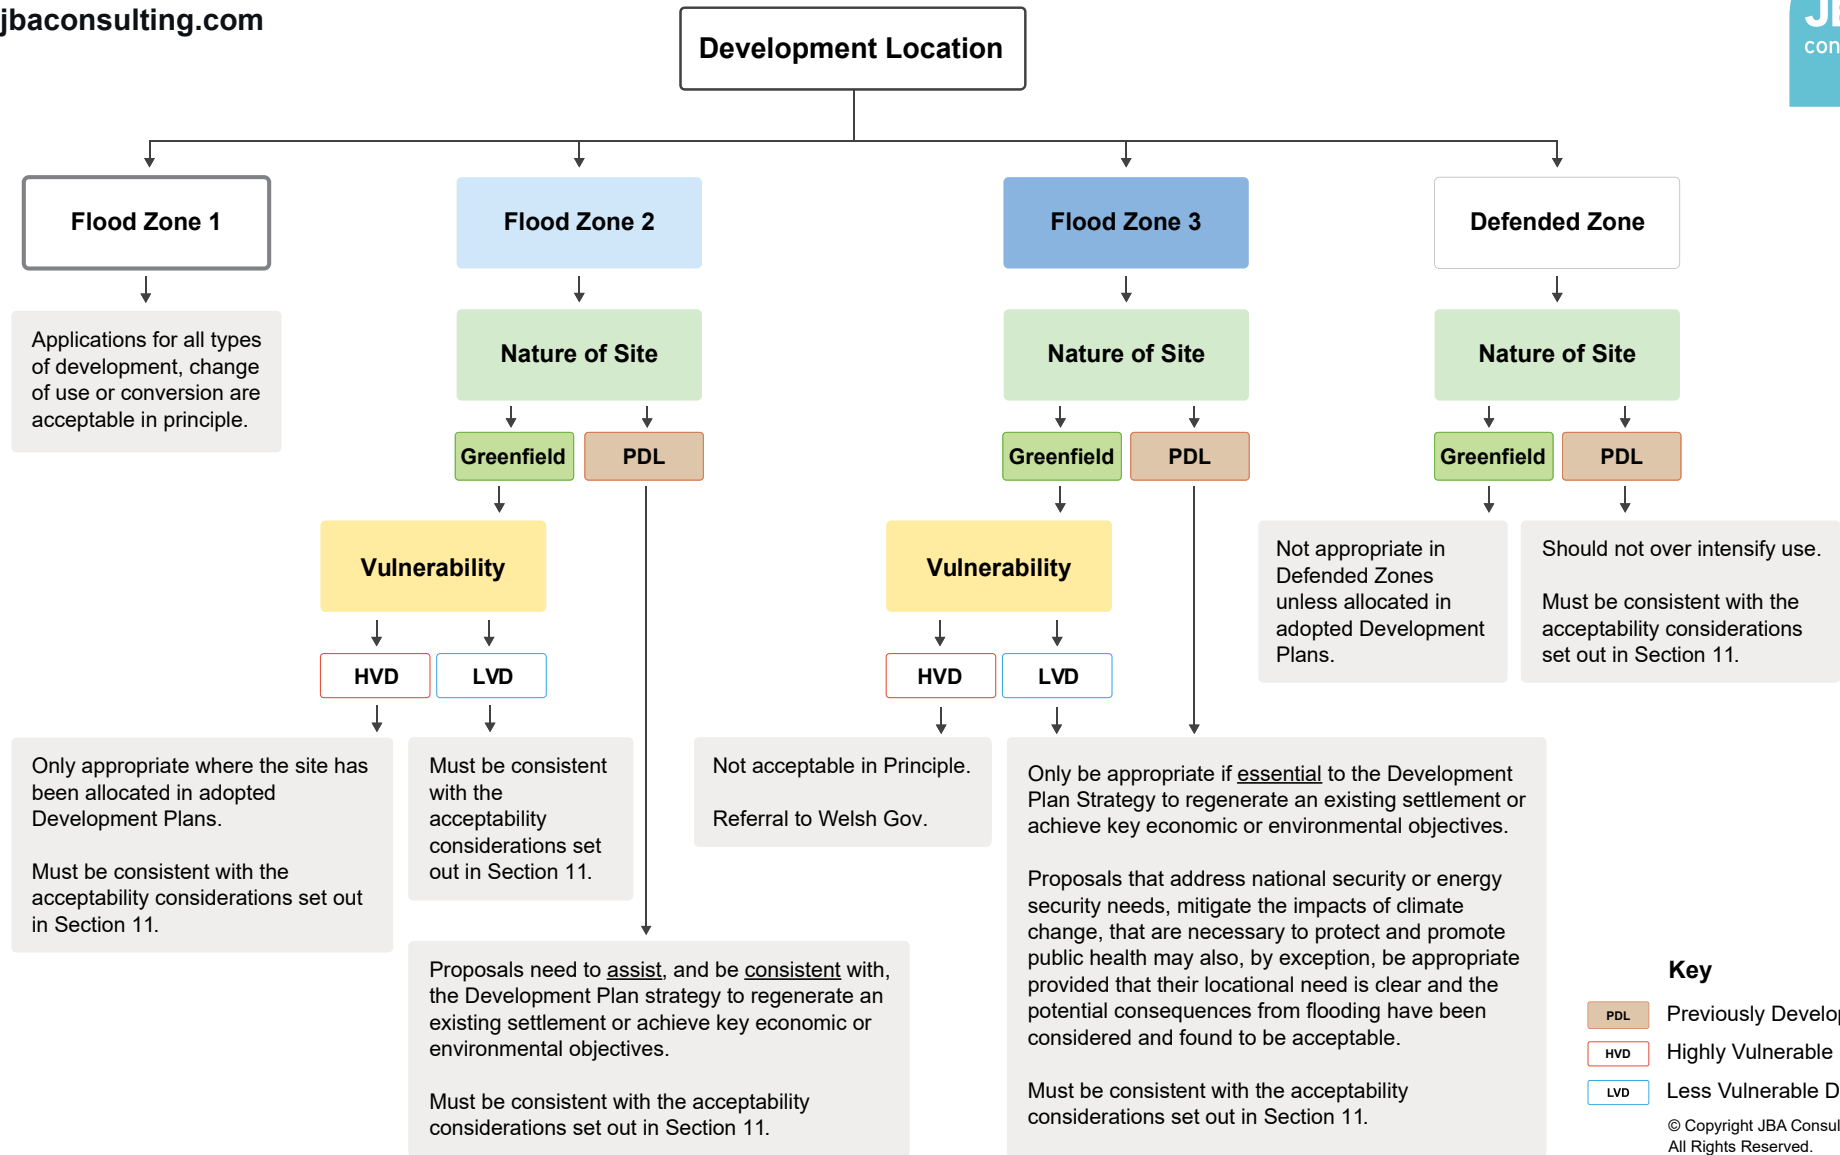 jbaconsulting.com
Development Location
Flood Zone 1
Flood Zone 2
Flood Zone 3
Defended Zone
Applications for all types
of development, change
of use or conversion are
acceptable in principle.
Nature of Site
Nature of Site
Nature of Site
Greenfield
PDL
Greenfield
PDL
Greenfield
PDL
Vulnerability
Vulnerability
Not appropriate in
Defended Zones
unless allocated in
adopted Development
Plans.
Should not over intensify use.
Must be consistent with the
acceptability considerations
set out in Section 11.
HVD
LVD
HVD
LVD
Only appropriate where the site has
been allocated in adopted
Development Plans.
Must be consistent with the
acceptability considerations set out
in Section 11.
Must be consistent
with the
acceptability
considerations set
out in Section 11.
Not acceptable in Principle.
Referral to Welsh Gov.
Only be appropriate if essential to the Development
Plan Strategy to regenerate an existing settlement or
achieve key economic or environmental objectives.
Proposals that address national security or energy
security needs, mitigate the impacts of climate
change, that are necessary to protect and promote
public health may also, by exception, be appropriate
provided that their locational need is clear and the
potential consequences from flooding have been
considered and found to be acceptable.
Must be consistent with the acceptability
considerations set out in Section 11.
Proposals need to assist, and be consistent with,
the Development Plan strategy to regenerate an
existing settlement or achieve key economic or
environmental objectives.
Must be consistent with the acceptability
considerations set out in Section 11.
Key
PDL Previously
HVD Highly Vulnerable
LVD Less Vulnerable
© Copyright JBA
All Rights Reserved.